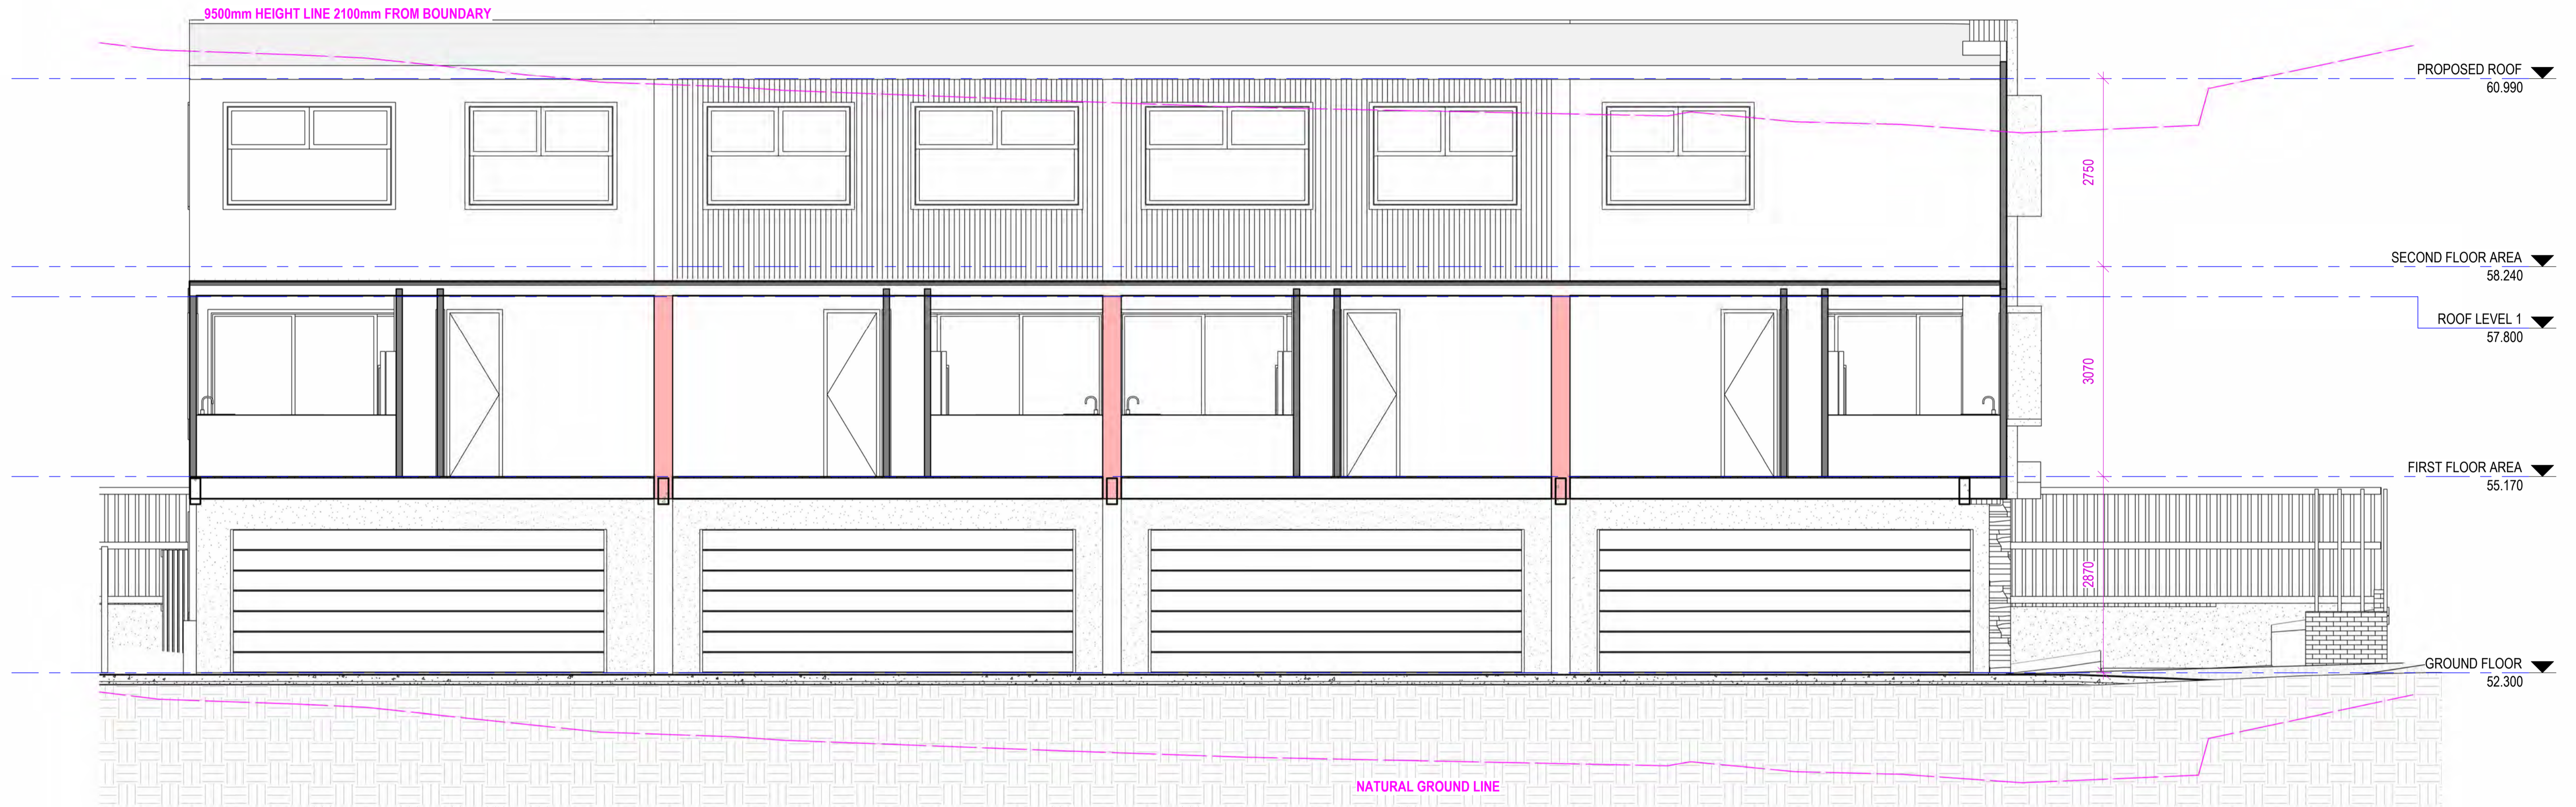 9500mm HEIGHT LINE 2100mm FROM BOUNDARY
PROPOSED ROOF
60.990
2750
SECOND FLOOR AREA
58.240
ROOF LEVEL 1
57.800
3070
FIRST FLOOR AREA
55.170
2870
GROUND FLOOR
52.300
NATURAL GROUND LINE